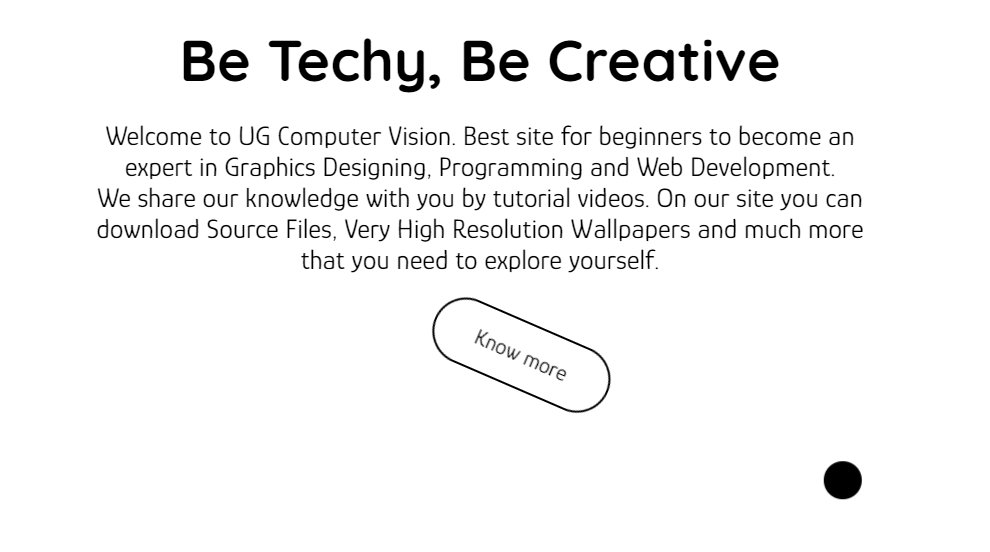 Be Techy, Be Creative
Welcome to UG Computer Vision. Best site for beginners to become an
expert in Graphics Designing, Programming and Web Development.
We share our knowledge with you by tutorial videos. On our site you can
download Source Files, Very High Resolution Wallpapers and much more
that you need to explore yourself.
Know more